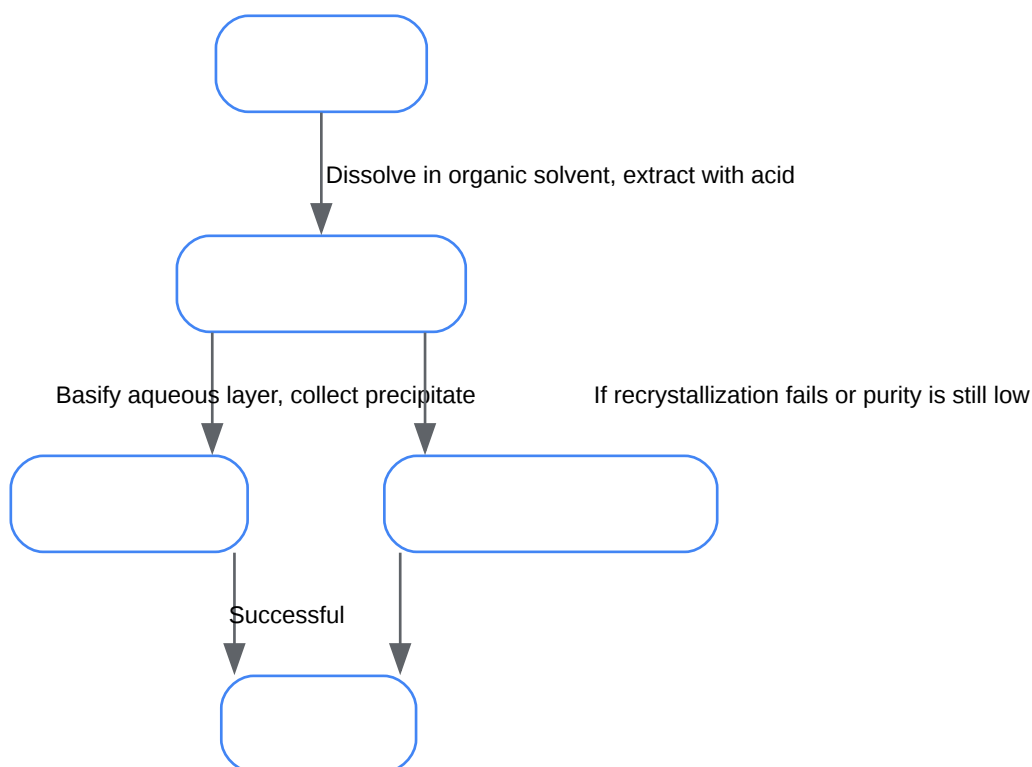 Dissolve in organic solvent, extract with acid
Basify aqueous layer, collect precipitate
If recrystallization fails or purity is still low
Successful